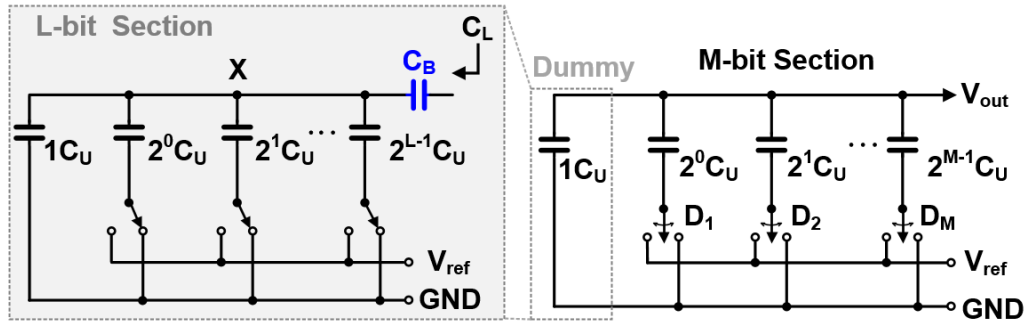 L-bit Section
C_L
C_B
X
1C_U
2^0C_U
2^1C_U
...
2^{L-1}C_U
V_ref
GND
Dummy
M-bit Section
V_out
1C_U
2^0C_U
2^1C_U
...
2^{M-1}C_U
D_1
D_2
D_M
V_ref
GND